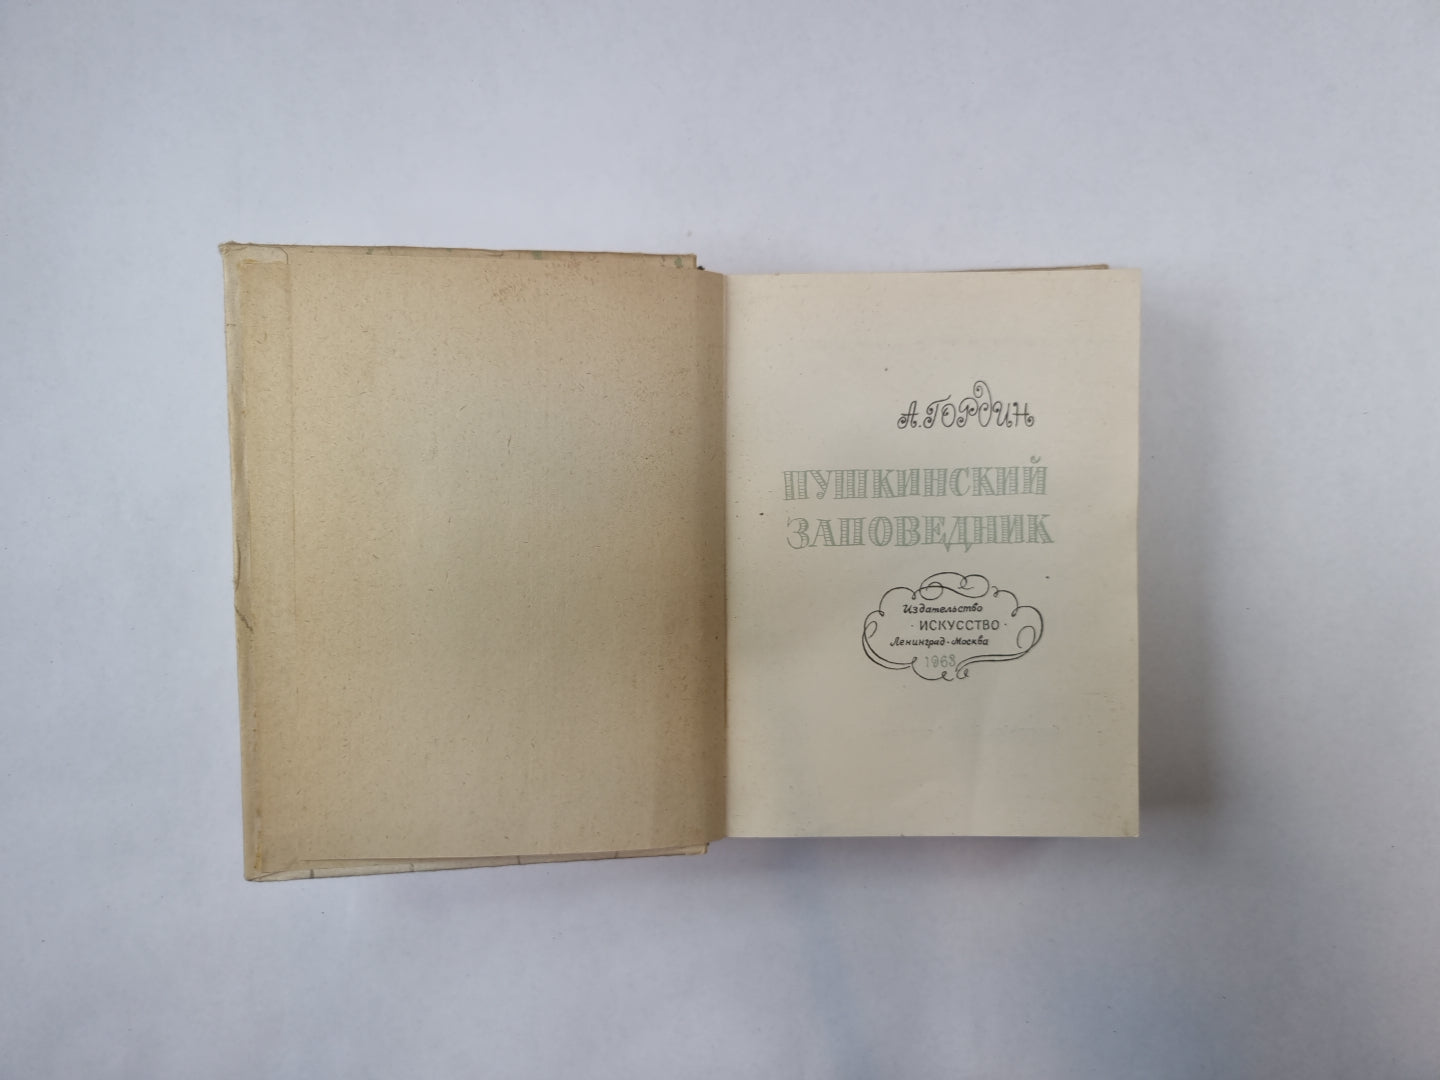 А. ГОРДИН
ПУШКИНСКИЙ
ЗАПОВЕДНИК
Издательство
· ИСКУССТВО ·
Ленинград · Москва
1963